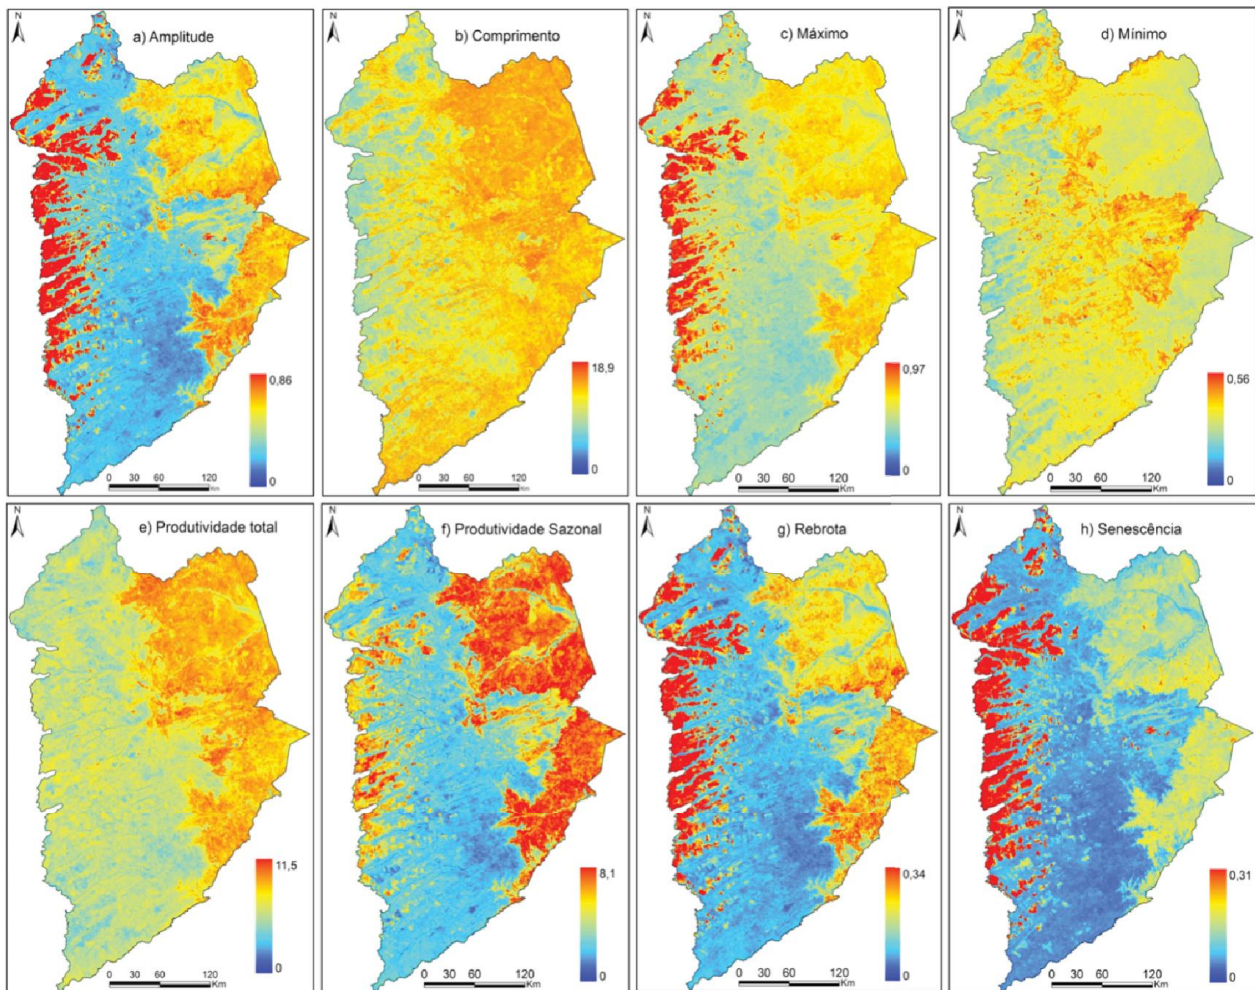 N
a) Amplitude
0,86
0
0 30 60 120
Km
N
b) Comprimento
18,9
0
0 30 60 120
Km
N
c) Máximo
0,97
0
0 30 60 120
Km
N
d) Mínimo
0,56
0
0 30 60 120
Km
N
e) Produtividade total
11,5
0
0 30 60 120
Km
N
f) Produtividade Sazonal
8,1
0
0 30 60 120
Km
N
g) Rebrota
0,34
0
0 30 60 120
Km
N
h) Senescência
0,31
0
0 30 60 120
Km